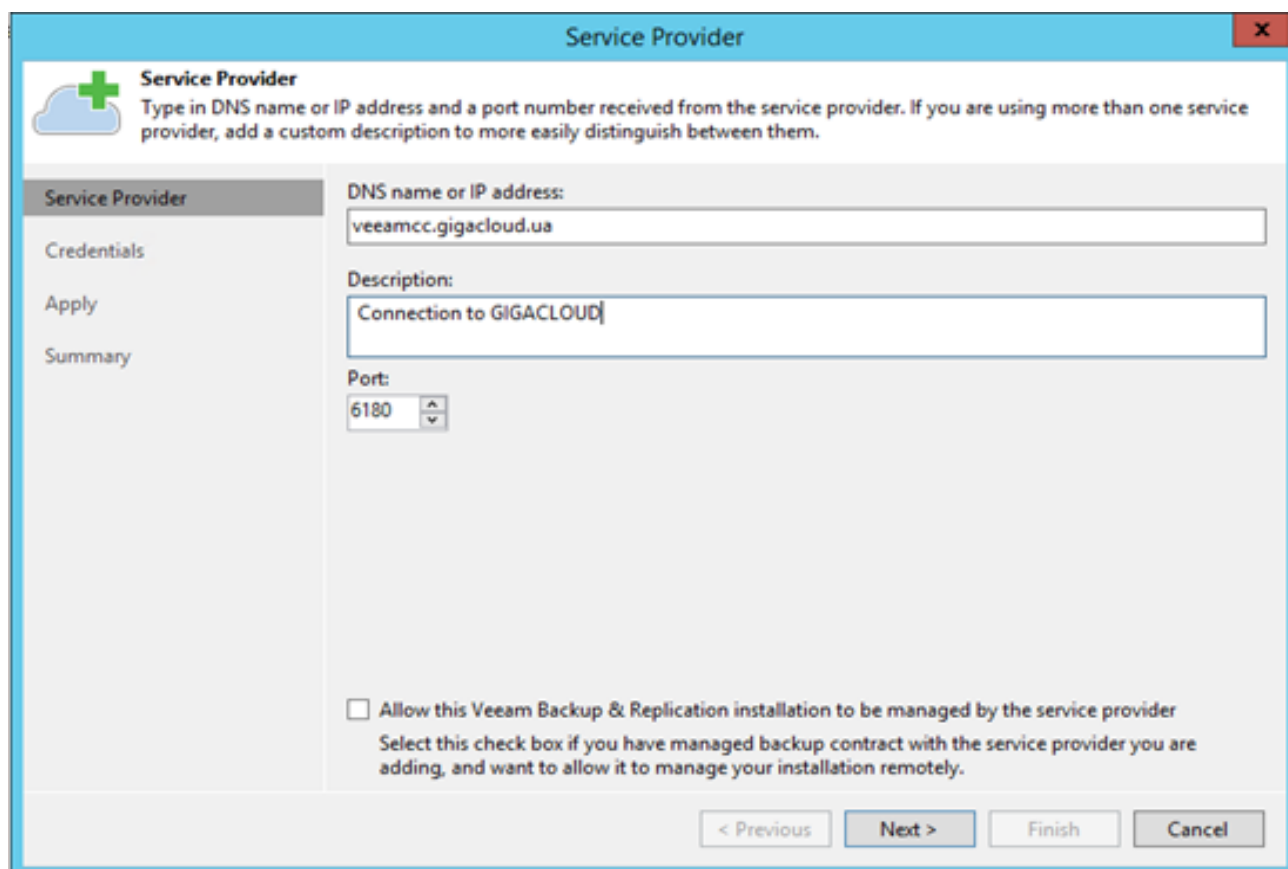 Service Provider
x
Service Provider
Type in DNS name or IP address and a port number received from the service provider. If you are using more than one service
provider, add a custom description to more easily distinguish between them.
Service Provider
Credentials
Apply
Summary
DNS name or IP address:
veeamcc.gigacloud.ua
Description:
Connection to GIGACLOUD
Port:
6180
Allow this Veeam Backup & Replication installation to be managed by the service provider
Select this check box if you have managed backup contract with the service provider you are
adding, and want to allow it to manage your installation remotely.
< Previous
Next >
Finish
Cancel